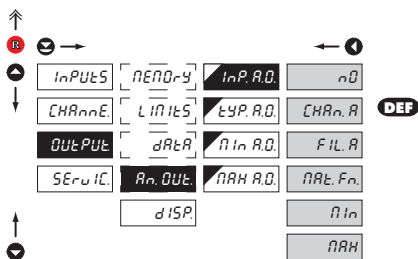 R
InPUtS MEMOrY InP. A.O. nO
CHAnnE. LIMItS tYP. A.O. CHAn. A DEF
OUtPUt. dAtA MIn A.O. FIL. A
SErvIC. An. OUt. MAX A.O. MAt. Fn.
dISP. MIn
MAX